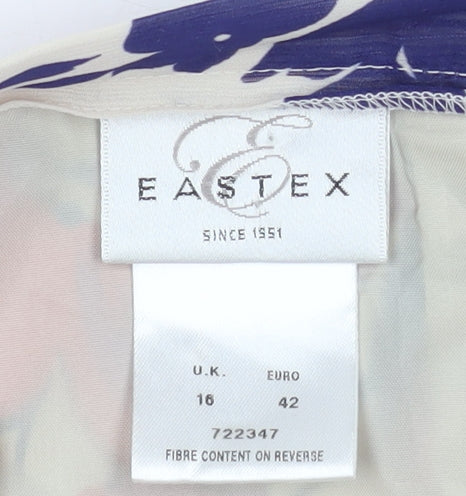 E
EASTEX
SINCE 1951
U.K. EURO
16 42
722347
FIBRE CONTENT ON REVERSE